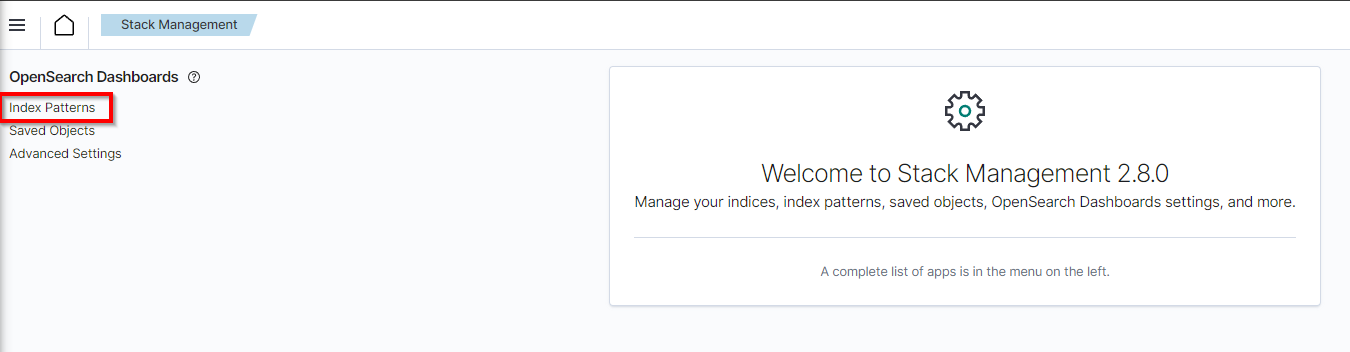 Stack Management
OpenSearch Dashboards
Index Patterns
Saved Objects
Advanced Settings
Welcome to Stack Management 2.8.0
Manage your indices, index patterns, saved objects, OpenSearch Dashboards settings, and more.
A complete list of apps is in the menu on the left.